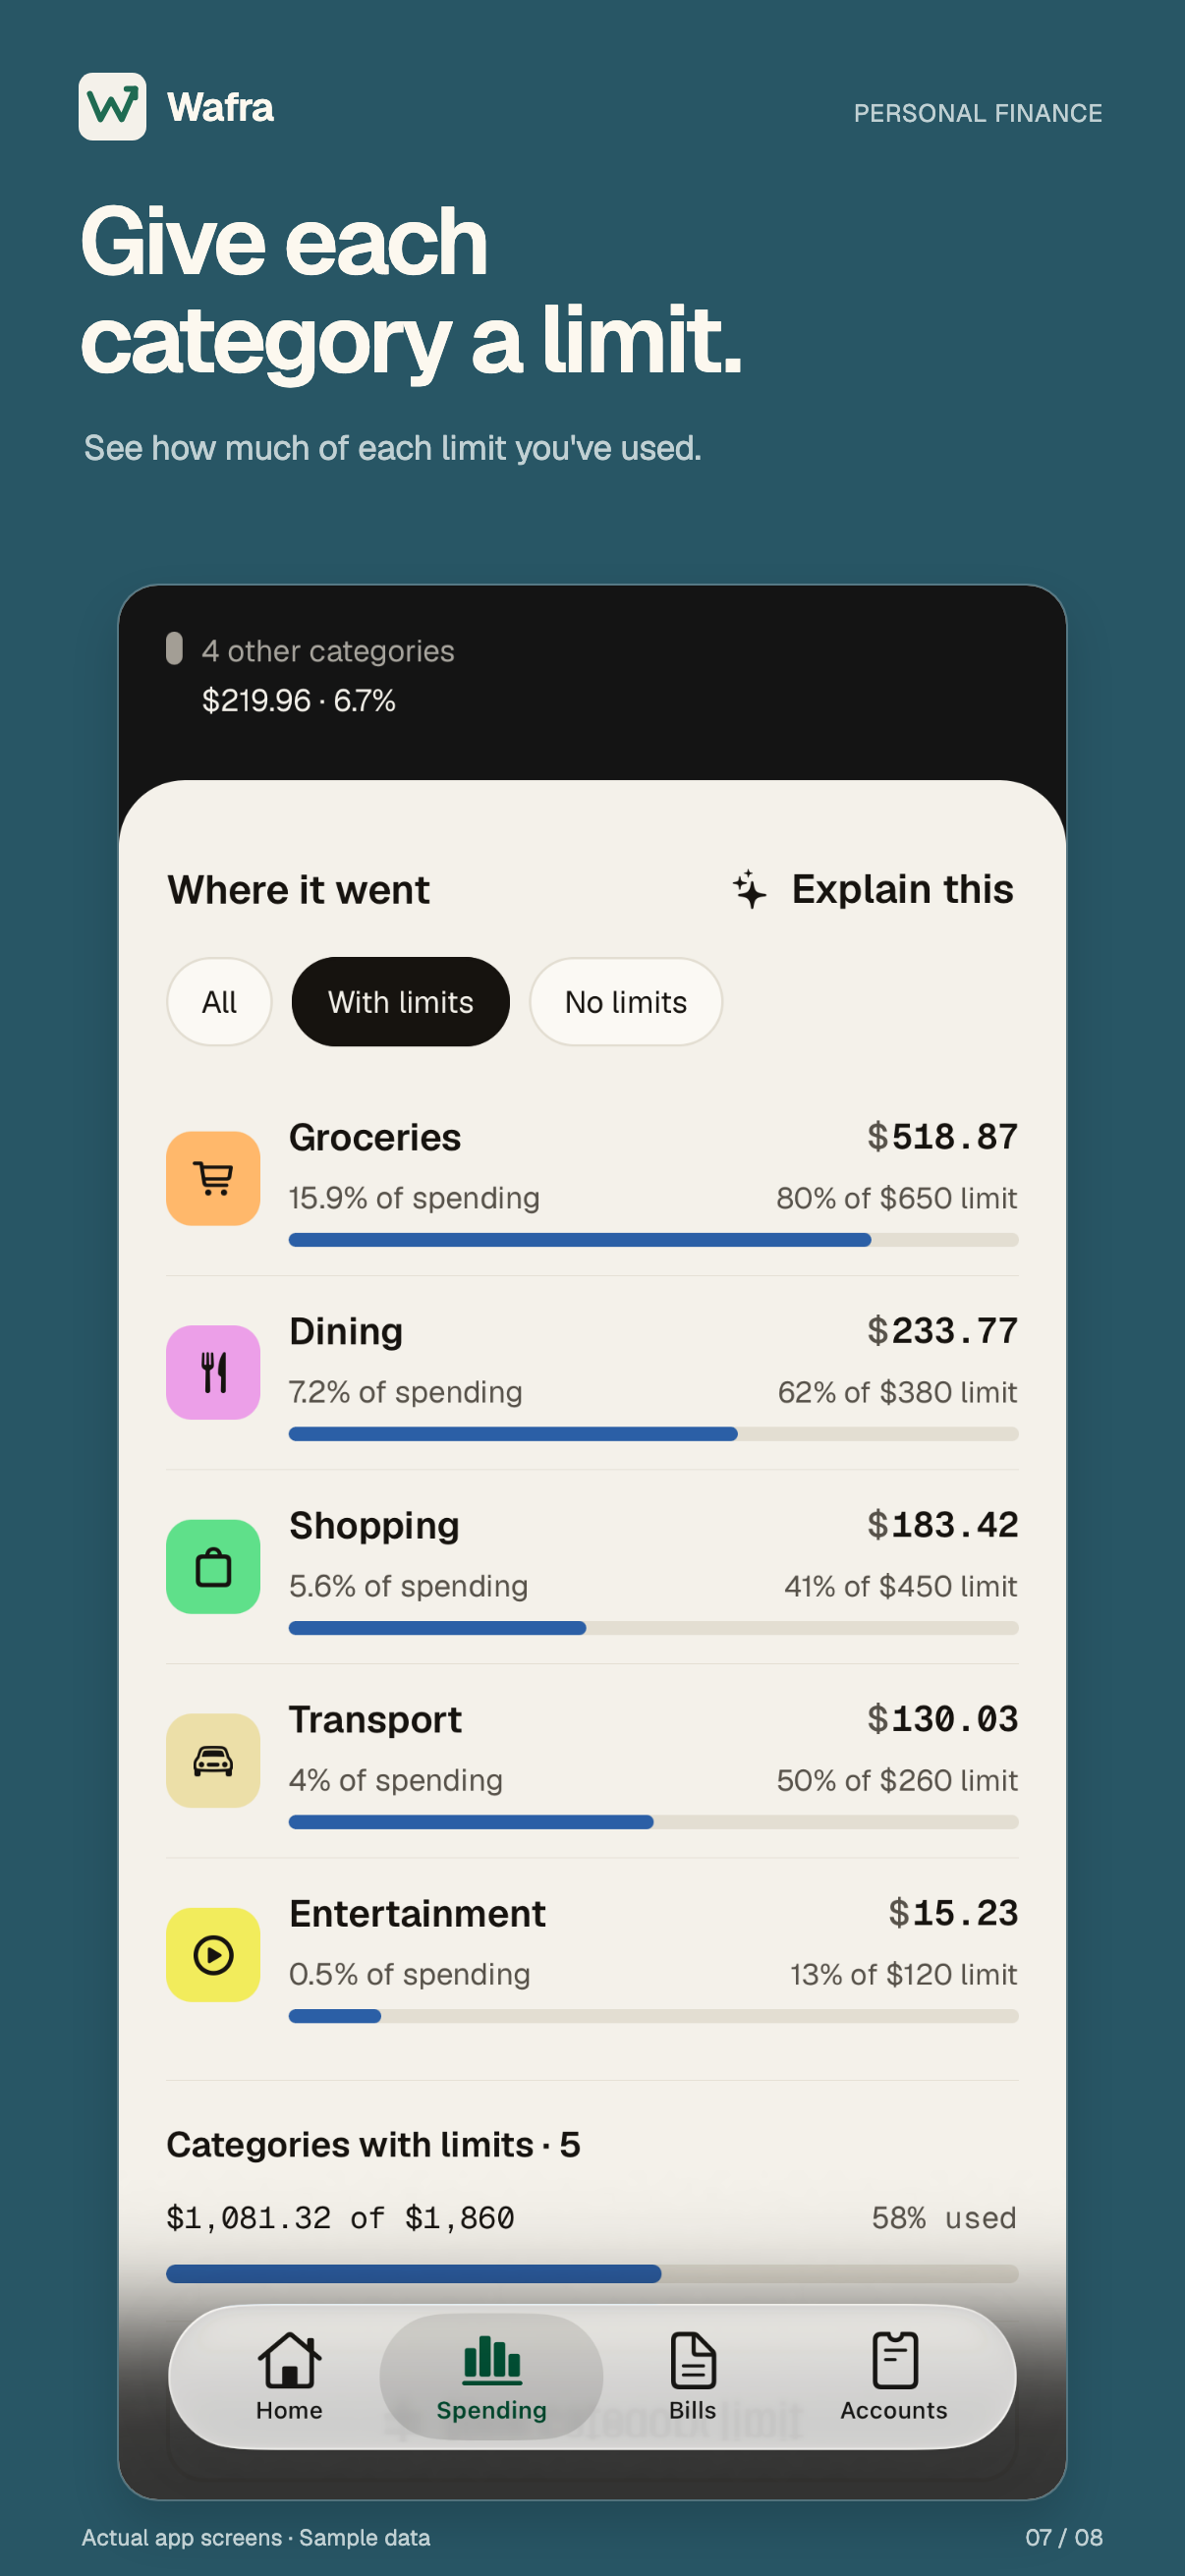 Wafra
PERSONAL FINANCE
Give each
category a limit.
See how much of each limit you've used.
4 other categories
$219.96 · 6.7%
Where it went
Explain this
All
With limits
No limits
Groceries
$518.87
15.9% of spending
80% of $650 limit
Dining
$233.77
7.2% of spending
62% of $380 limit
Shopping
$183.42
5.6% of spending
41% of $450 limit
Transport
$130.03
4% of spending
50% of $260 limit
Entertainment
$15.23
0.5% of spending
13% of $120 limit
Categories with limits · 5
$1,081.32 of $1,860
58% used
Home
Spending
Bills
Accounts
limit
Actual app screens · Sample data
07 / 08